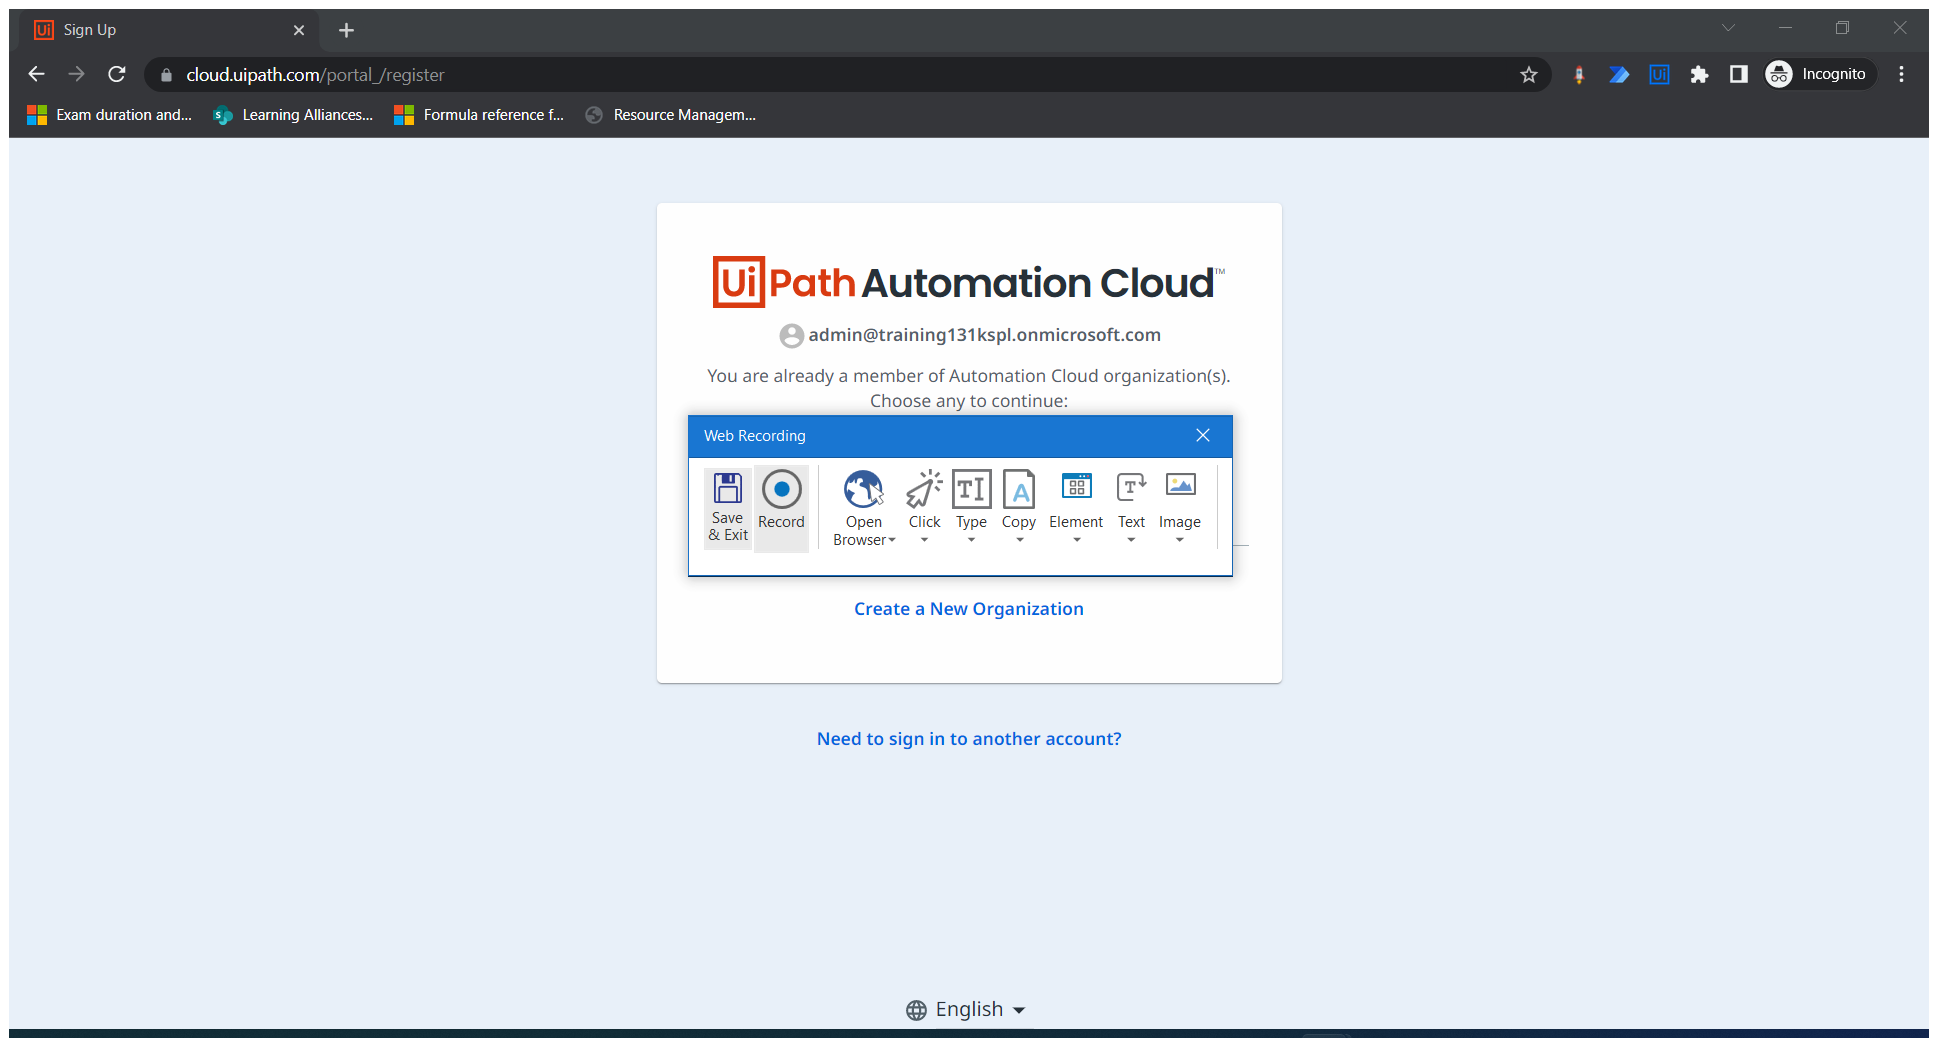 Ui Sign Up
cloud.uipath.com/portal_/register
Ui
Incognito
Exam duration and...
Learning Alliances...
Formula reference f...
Resource Managem...
UiPath Automation Cloud™
admin@training131kspl.onmicrosoft.com
You are already a member of Automation Cloud organization(s).
Choose any to continue:
Web Recording
Save & Exit
Record
Open Browser
Click
Type
Copy
Element
Text
Image
Create a New Organization
Need to sign in to another account?
English